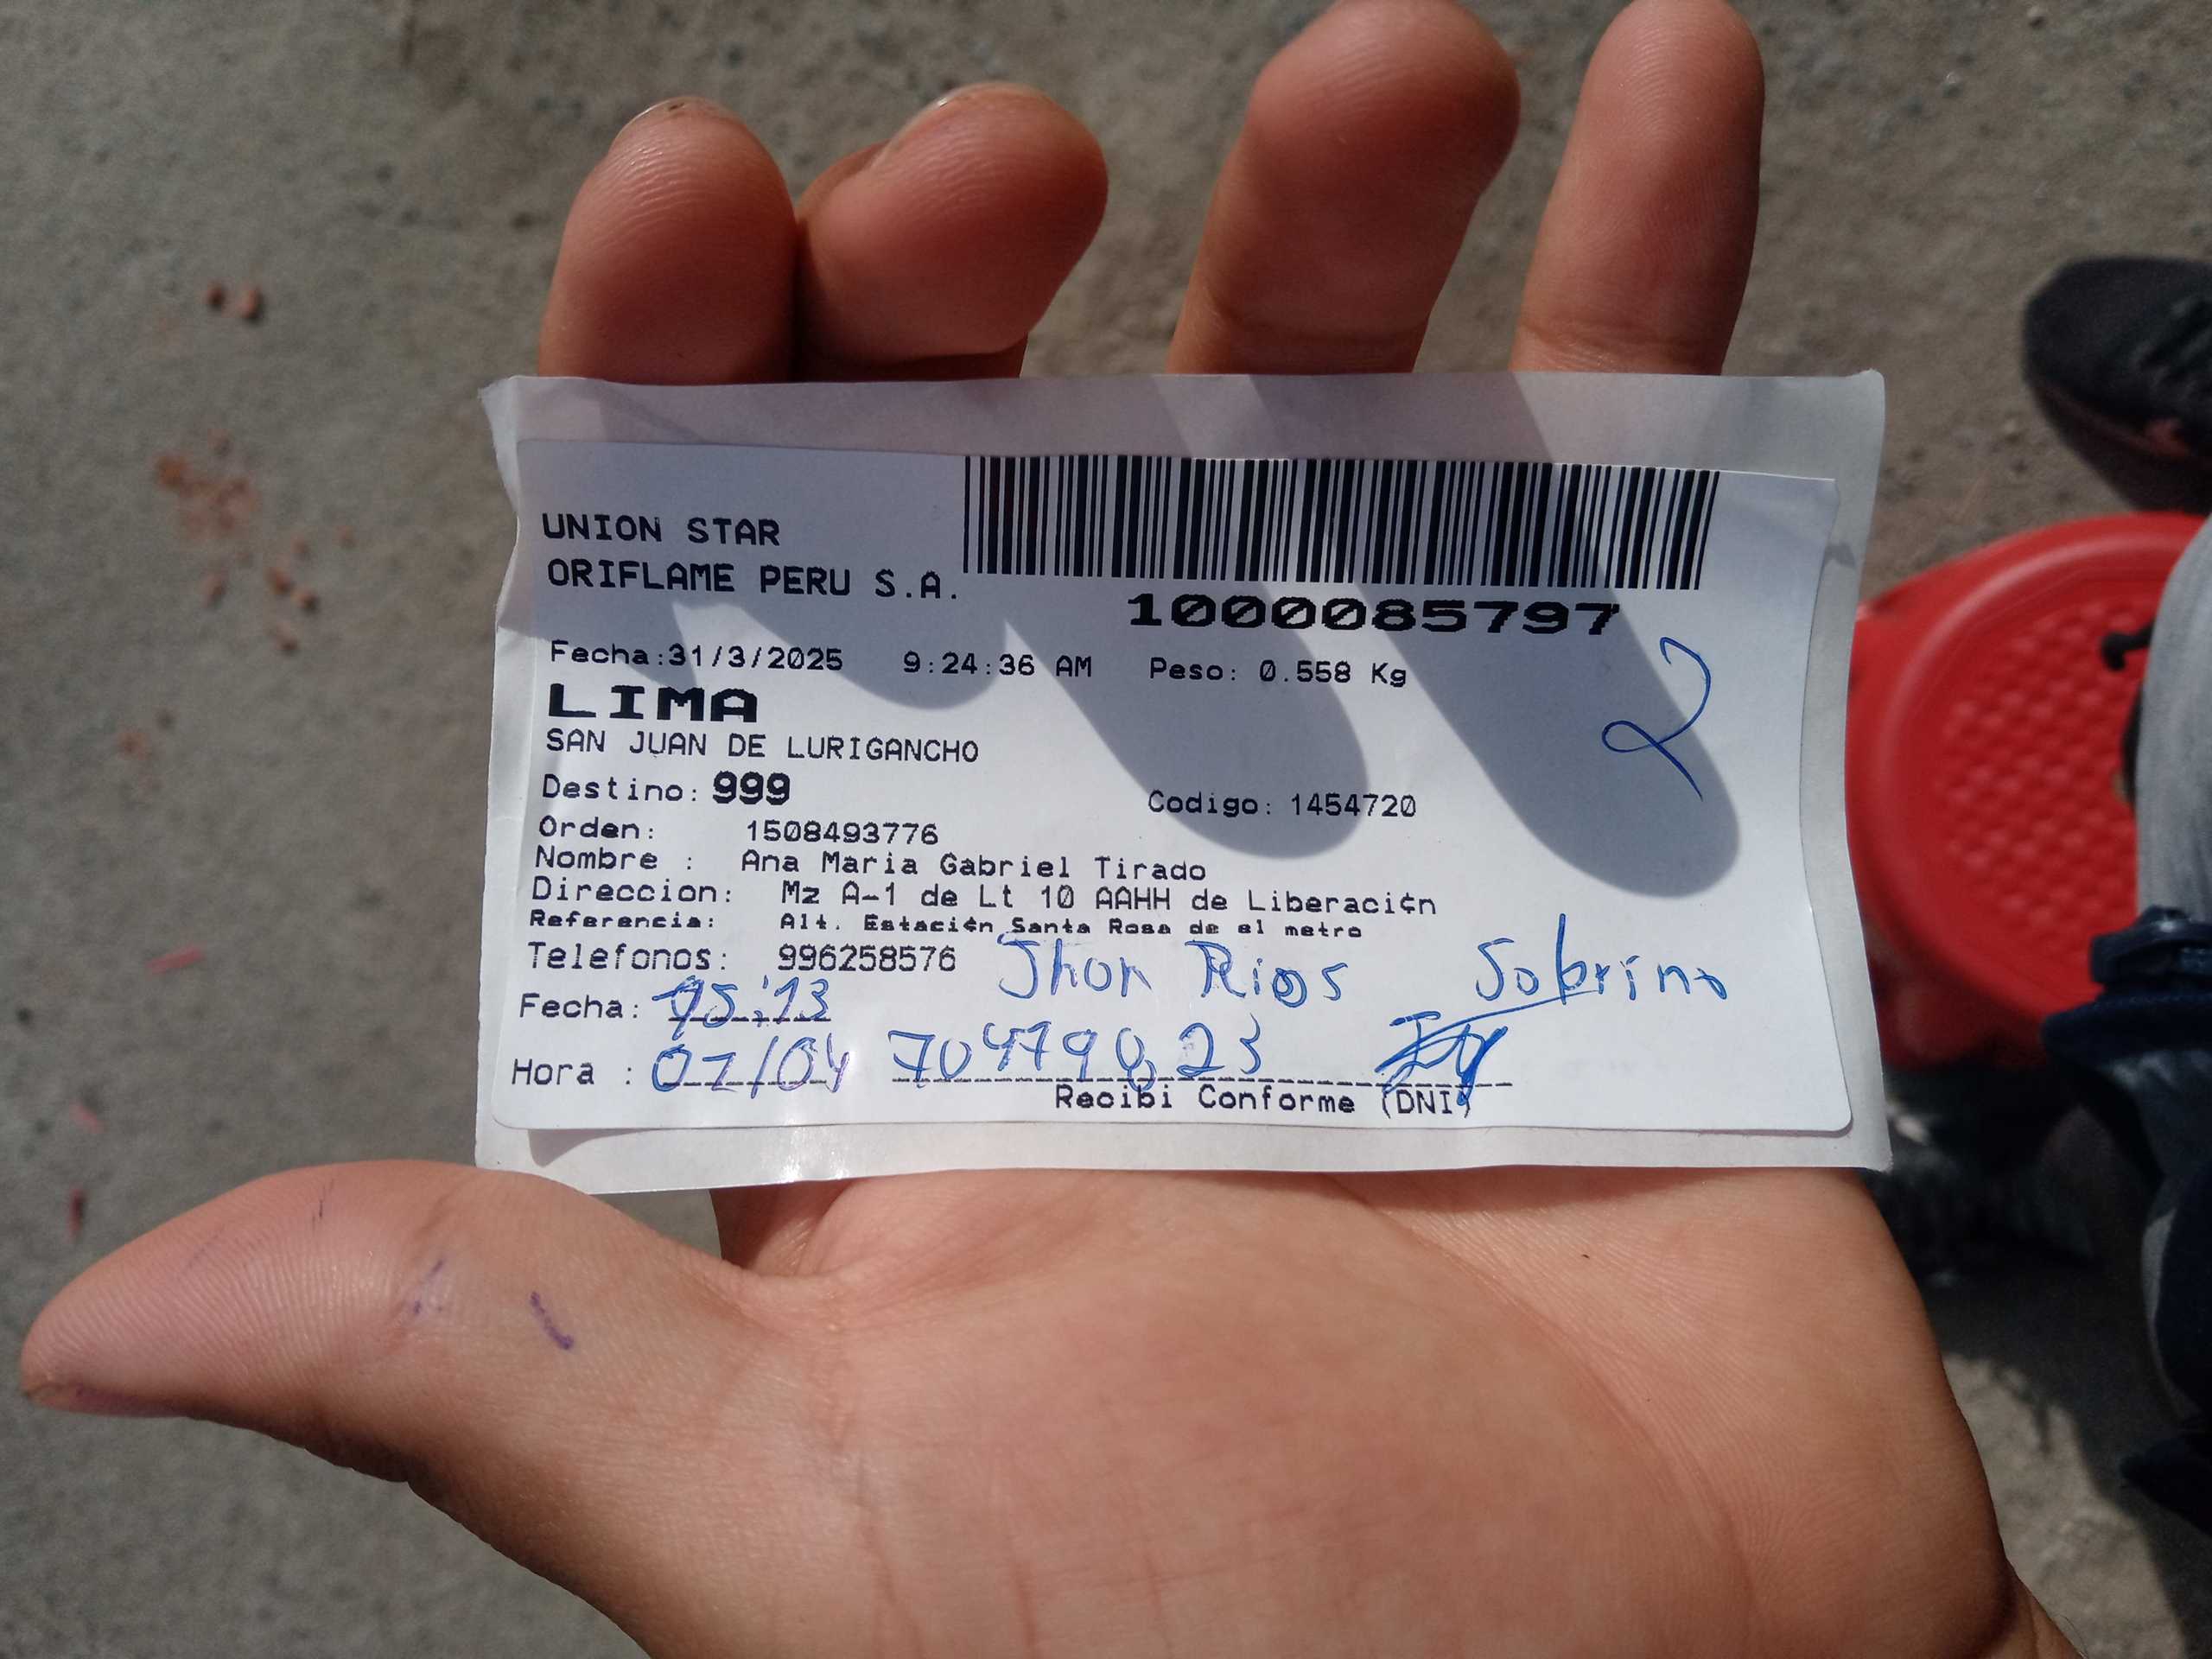 UNION STAR
ORIFLAME PERU S.A.
1000085797
Fecha:31/3/2025 9:24:36 AM Peso: 0.558 Kg
2
LIMA
SAN JUAN DE LURIGANCHO
Destino: 999 Codigo: 1454720
Orden: 1508493776
Nombre : Ana Maria Gabriel Tirado
Direccion: Mz A-1 de Lt 10 AAHH de Liberaci¢n
Referencia: Alt. Estaci¢n Santa Rosa de el metro
Telefonos: 996258576 Jhon Rios Sobrino
Fecha: 15:13
Hora : 01/04
Recibi Conforme (DNI)